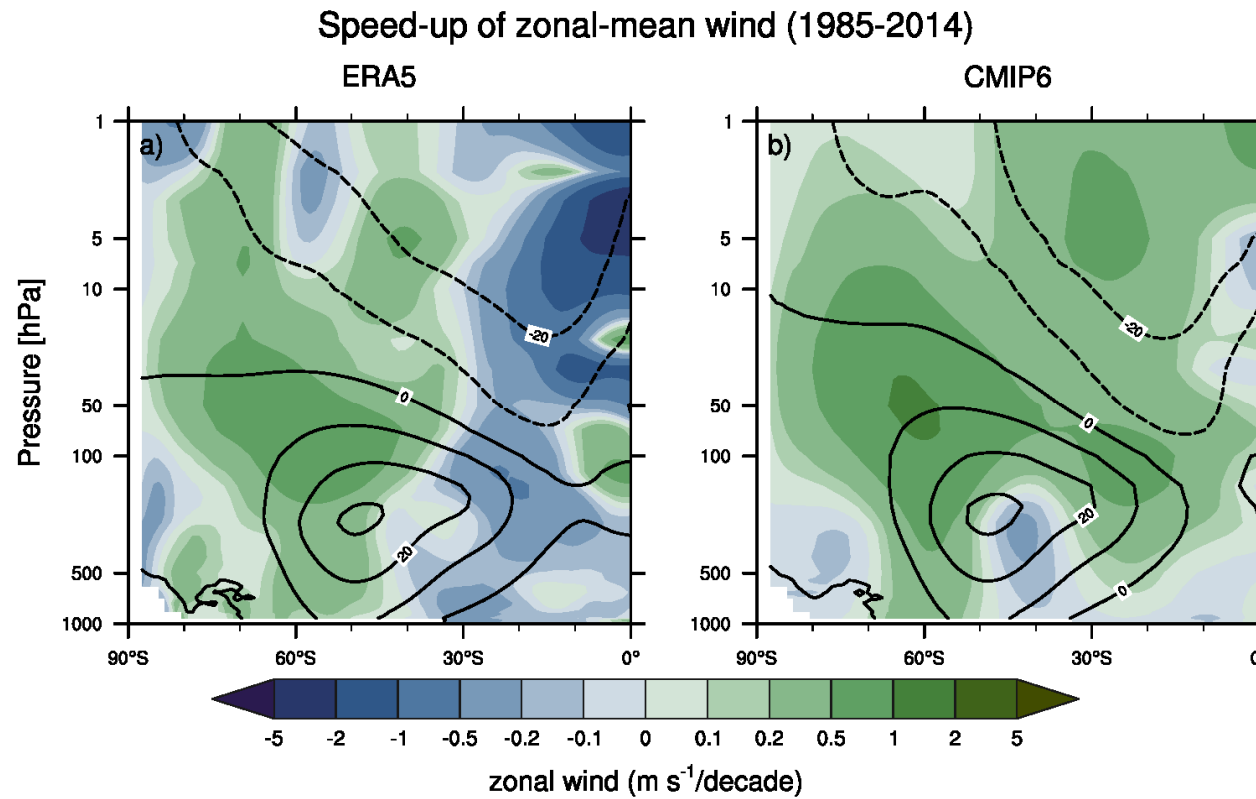 Speed-up of zonal-mean wind (1985-2014)
ERA5
CMIP6
a)
b)
Pressure [hPa]
1
5
10
50
100
500
1000
-20
0
20
90°S
60°S
30°S
0°
1
5
10
50
100
500
1000
-20
0
20
0
90°S
60°S
30°S
0
-5
-2
-1
-0.5
-0.2
-0.1
0
0.1
0.2
0.5
1
2
5
zonal wind (m s⁻¹/decade)